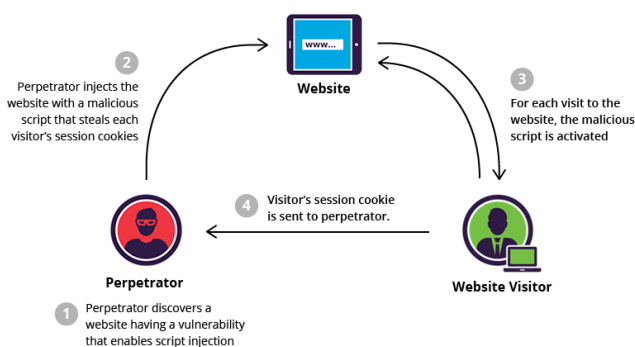 www...
Website
2
Perpetrator injects the
website with a malicious
script that steals each
visitor's session cookies
3
For each visit to the
website, the malicious
script is activated
4
Visitor's session cookie
is sent to perpetrator.
Perpetrator
Website Visitor
1
Perpetrator discovers a
website having a vulnerability
that enables script injection